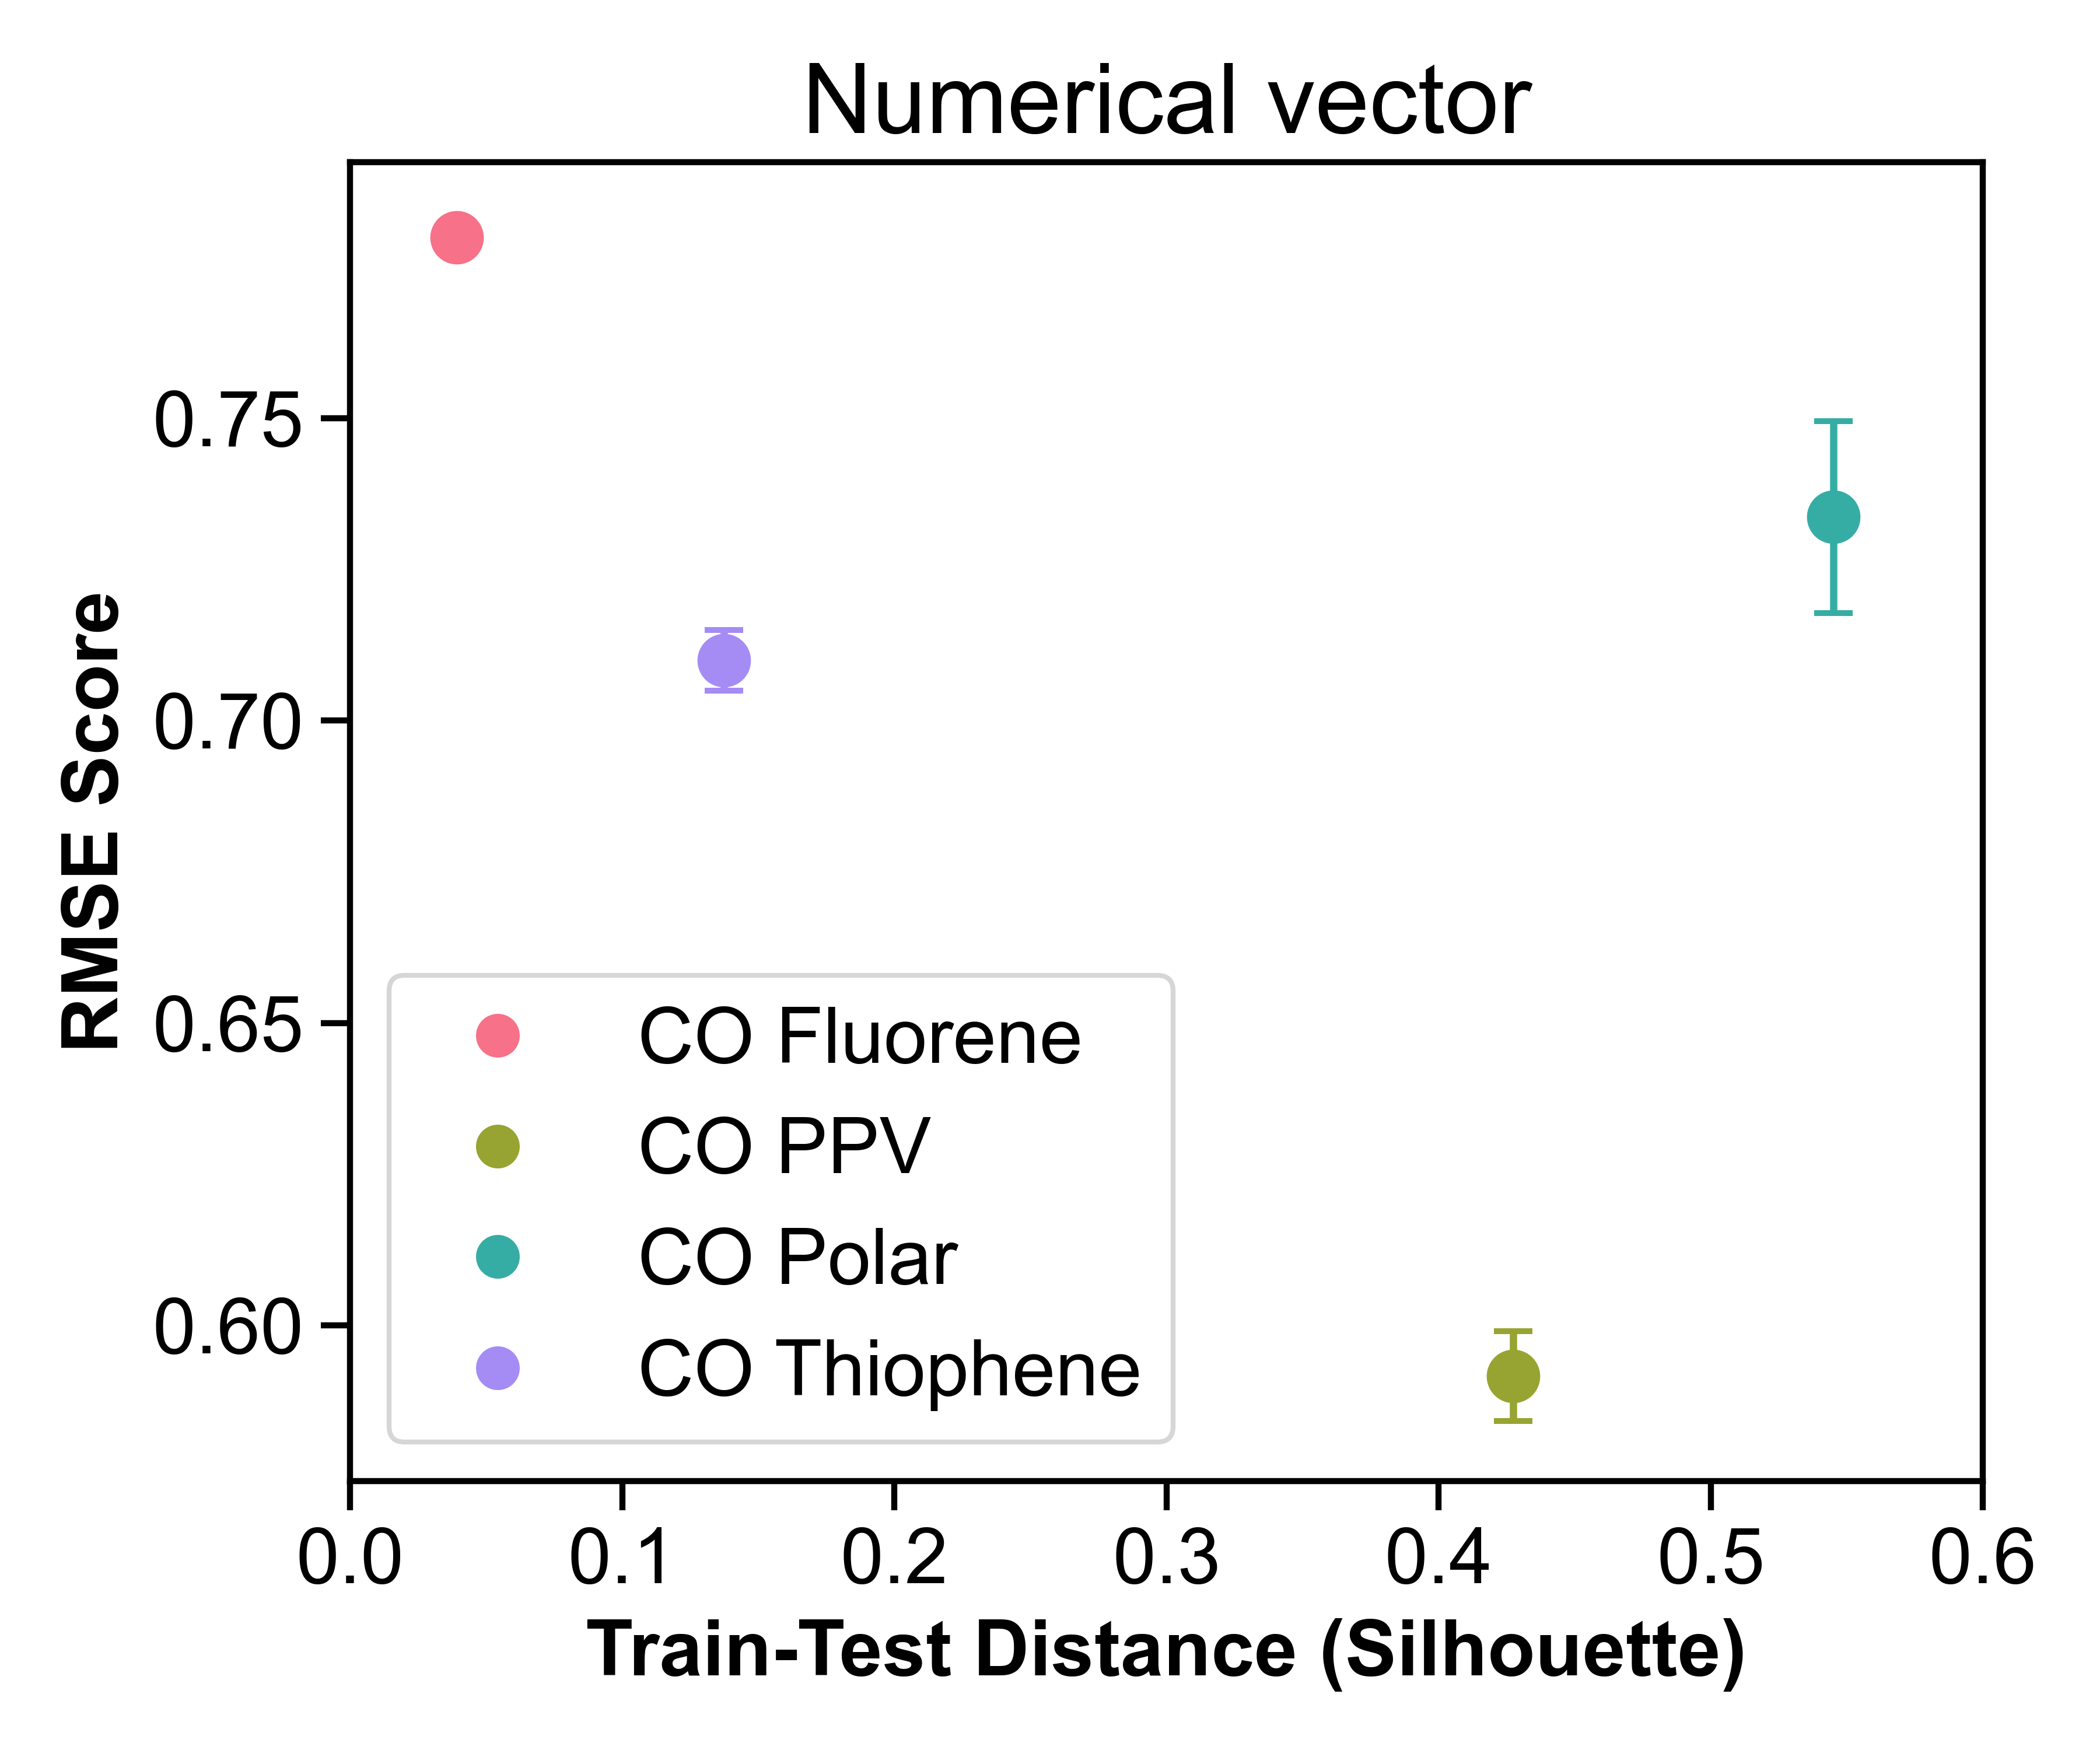 Numerical vector
RMSE Score
0.75
0.70
0.65
0.60
CO Fluorene
CO PPV
CO Polar
CO Thiophene
0.0 0.1 0.2 0.3 0.4 0.5 0.6
Train-Test Distance (Silhouette)